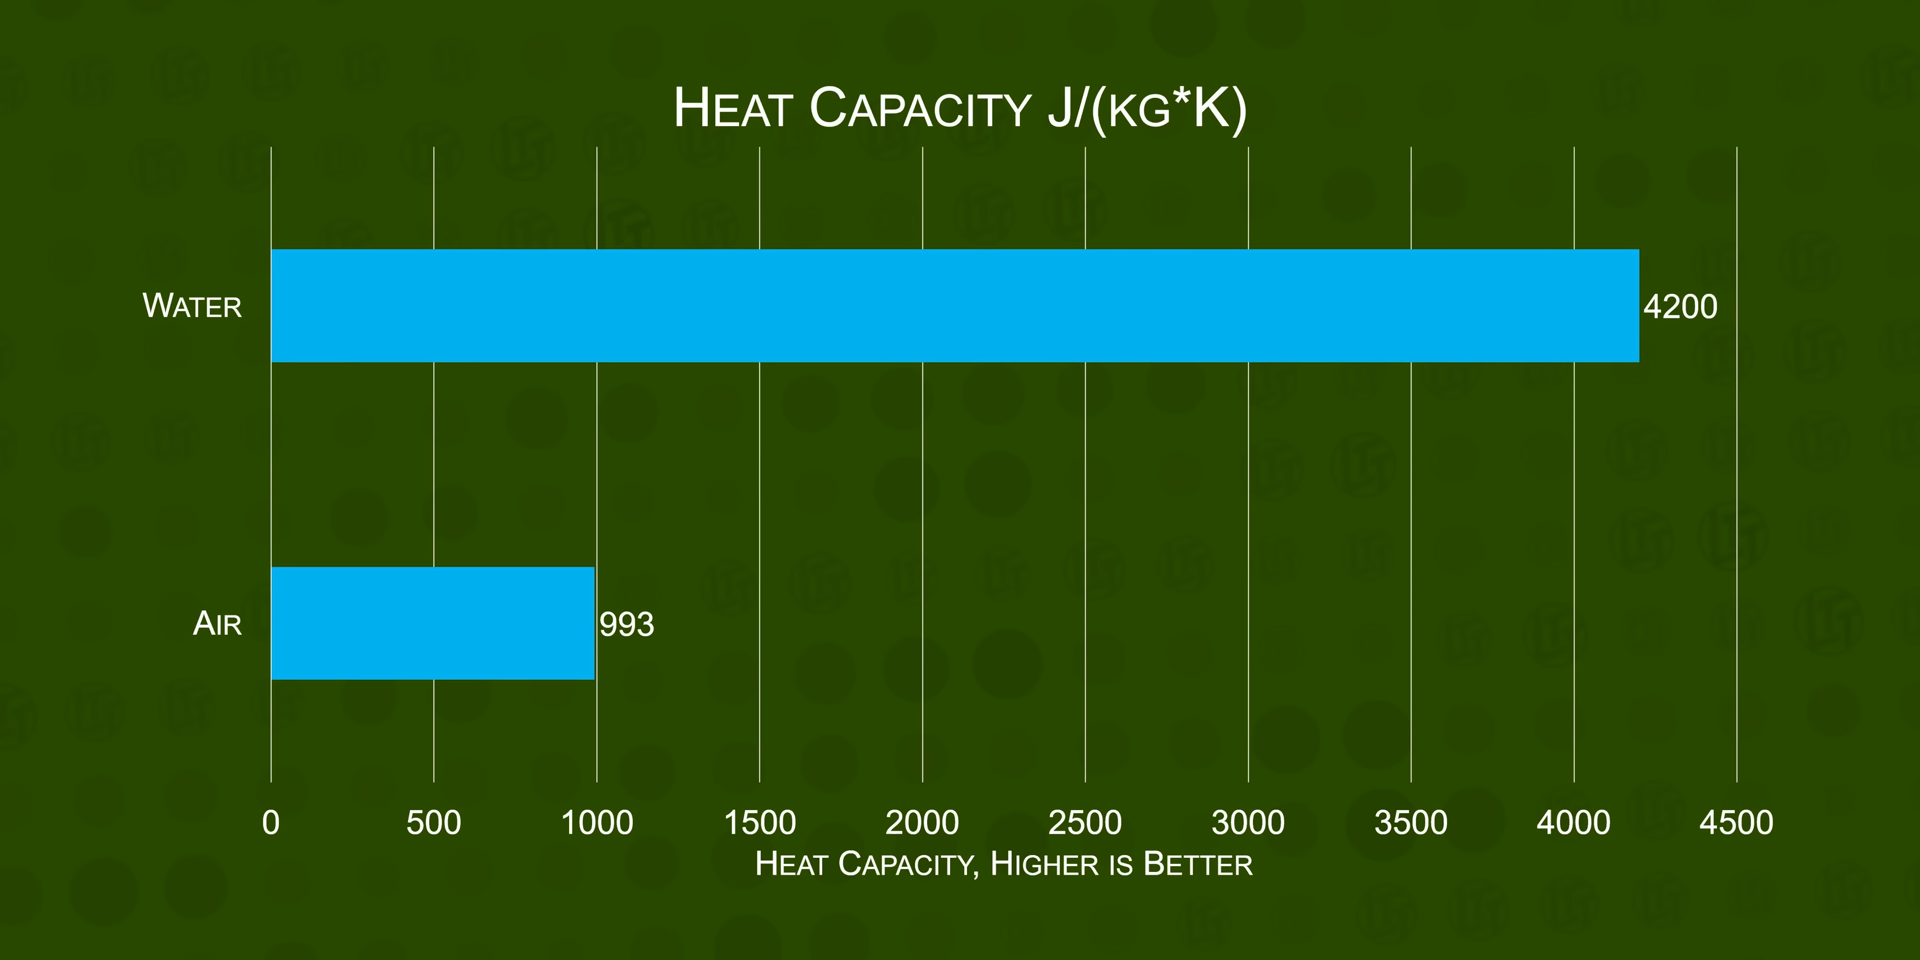 HEAT CAPACITY J/(KG*K)
WATER
4200
AIR
993
0 500 1000 1500 2000 2500 3000 3500 4000 4500
HEAT CAPACITY, HIGHER IS BETTER